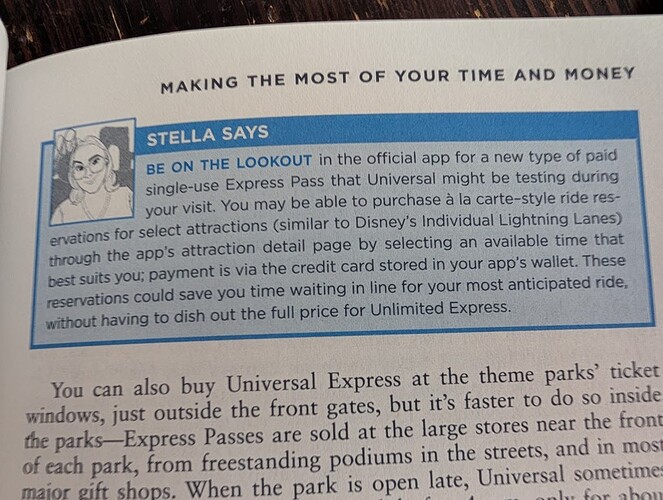 MAKING THE MOST OF YOUR TIME AND MONEY
STELLA SAYS
BE ON THE LOOKOUT in the official app for a new type of paid
single-use Express Pass that Universal might be testing during
your visit. You may be able to purchase à la carte–style ride res-
ervations for select attractions (similar to Disney's Individual Lightning Lanes)
through the app's attraction detail page by selecting an available time that
best suits you; payment is via the credit card stored in your app's wallet. These
reservations could save you time waiting in line for your most anticipated ride,
without having to dish out the full price for Unlimited Express.
You can also buy Universal Express at the theme parks' ticket
windows, just outside the front gates, but it's faster to do so inside
the parks—Express Passes are sold at the large stores near the front
of each park, from freestanding podiums in the streets, and in most
major gift shops. When the park is open late, Universal sometimes
only for